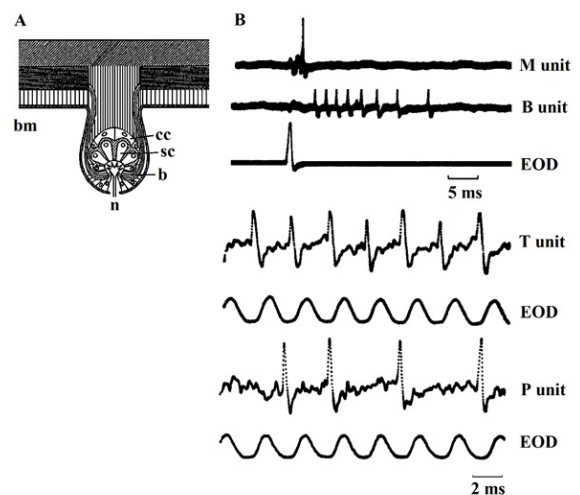 A
bm
cc
sc
b
n
B
M unit
B unit
EOD
5 ms
T unit
EOD
P unit
EOD
2 ms